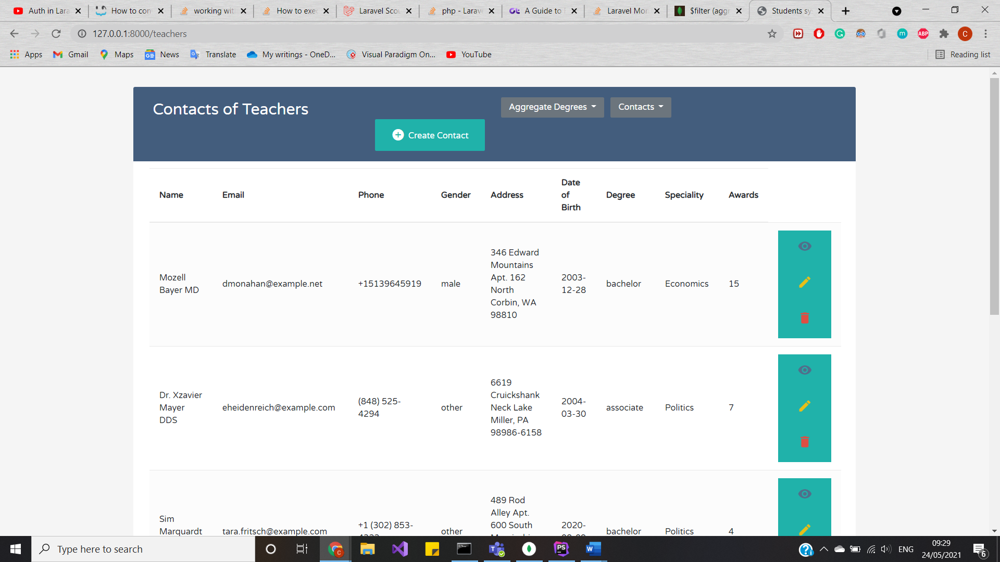 Auth in Lara
How to con
working wit
How to exec
Laravel Scou
php - Larave
A Guide to
Laravel Mon
$filter (aggr
Students sy
127.0.0.1:8000/teachers
ABP
C
Apps
Gmail
Maps
News
Translate
My writings - OneD...
Visual Paradigm On...
YouTube
Reading list
Contacts of Teachers
Aggregate Degrees
Contacts
Create Contact
Name
Email
Phone
Gender
Address
Date
of
Birth
Degree
Speciality
Awards
Mozell
Bayer MD
dmonahan@example.net
+15139645919
male
346 Edward
Mountains
Apt. 162
North
Corbin, WA
98810
2003-
12-28
bachelor
Economics
15
Dr. Xzavier
Mayer
DDS
eheidenreich@example.com
(848) 525-
4294
other
6619
Cruickshank
Neck Lake
Miller, PA
98986-6158
2004-
03-30
associate
Politics
7
Sim
Marquardt
tara.fritsch@example.com
+1 (302) 853-
other
489 Rod
Alley Apt.
600 South
2020-
bachelor
Politics
4
Type here to search
ENG
09:29
24/05/2021
6